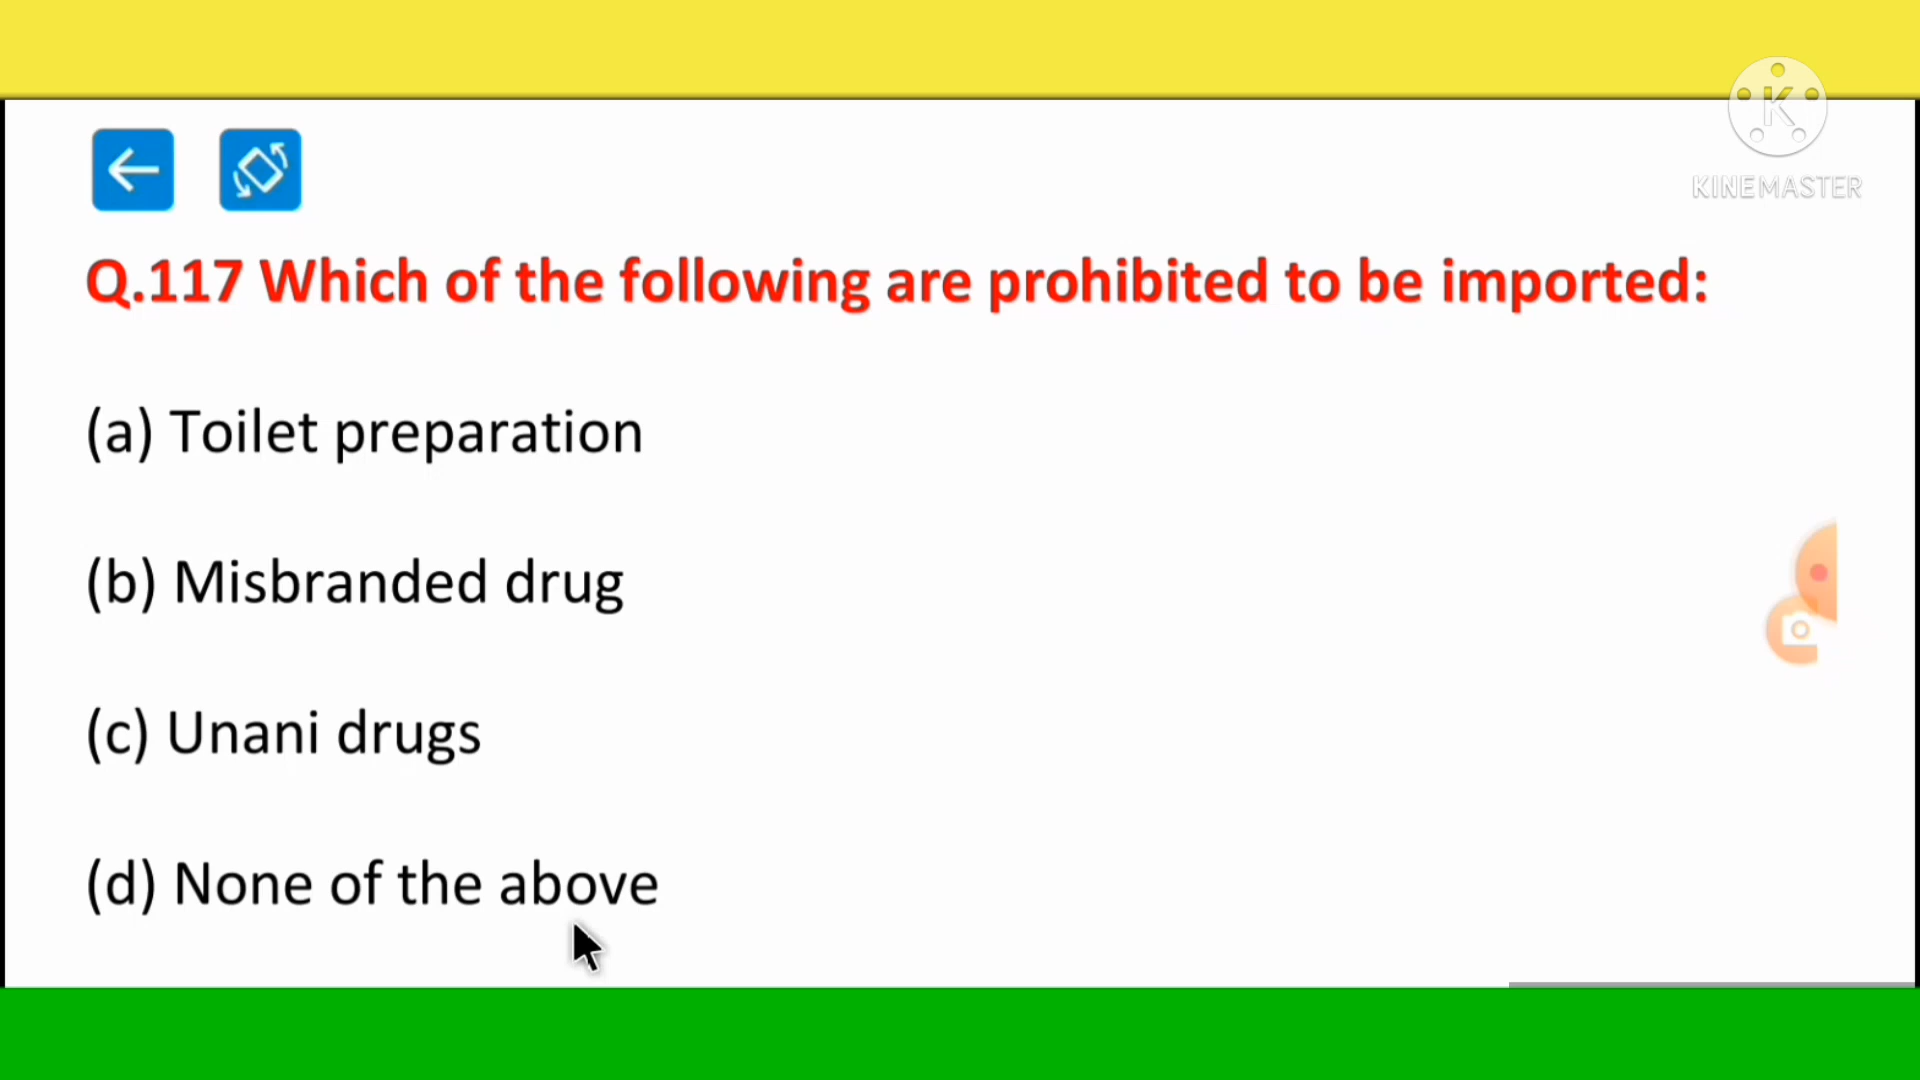 K
KINEMASTER
Q.117 Which of the following are prohibited to be imported:
(a) Toilet preparation
(b) Misbranded drug
(c) Unani drugs
(d) None of the above